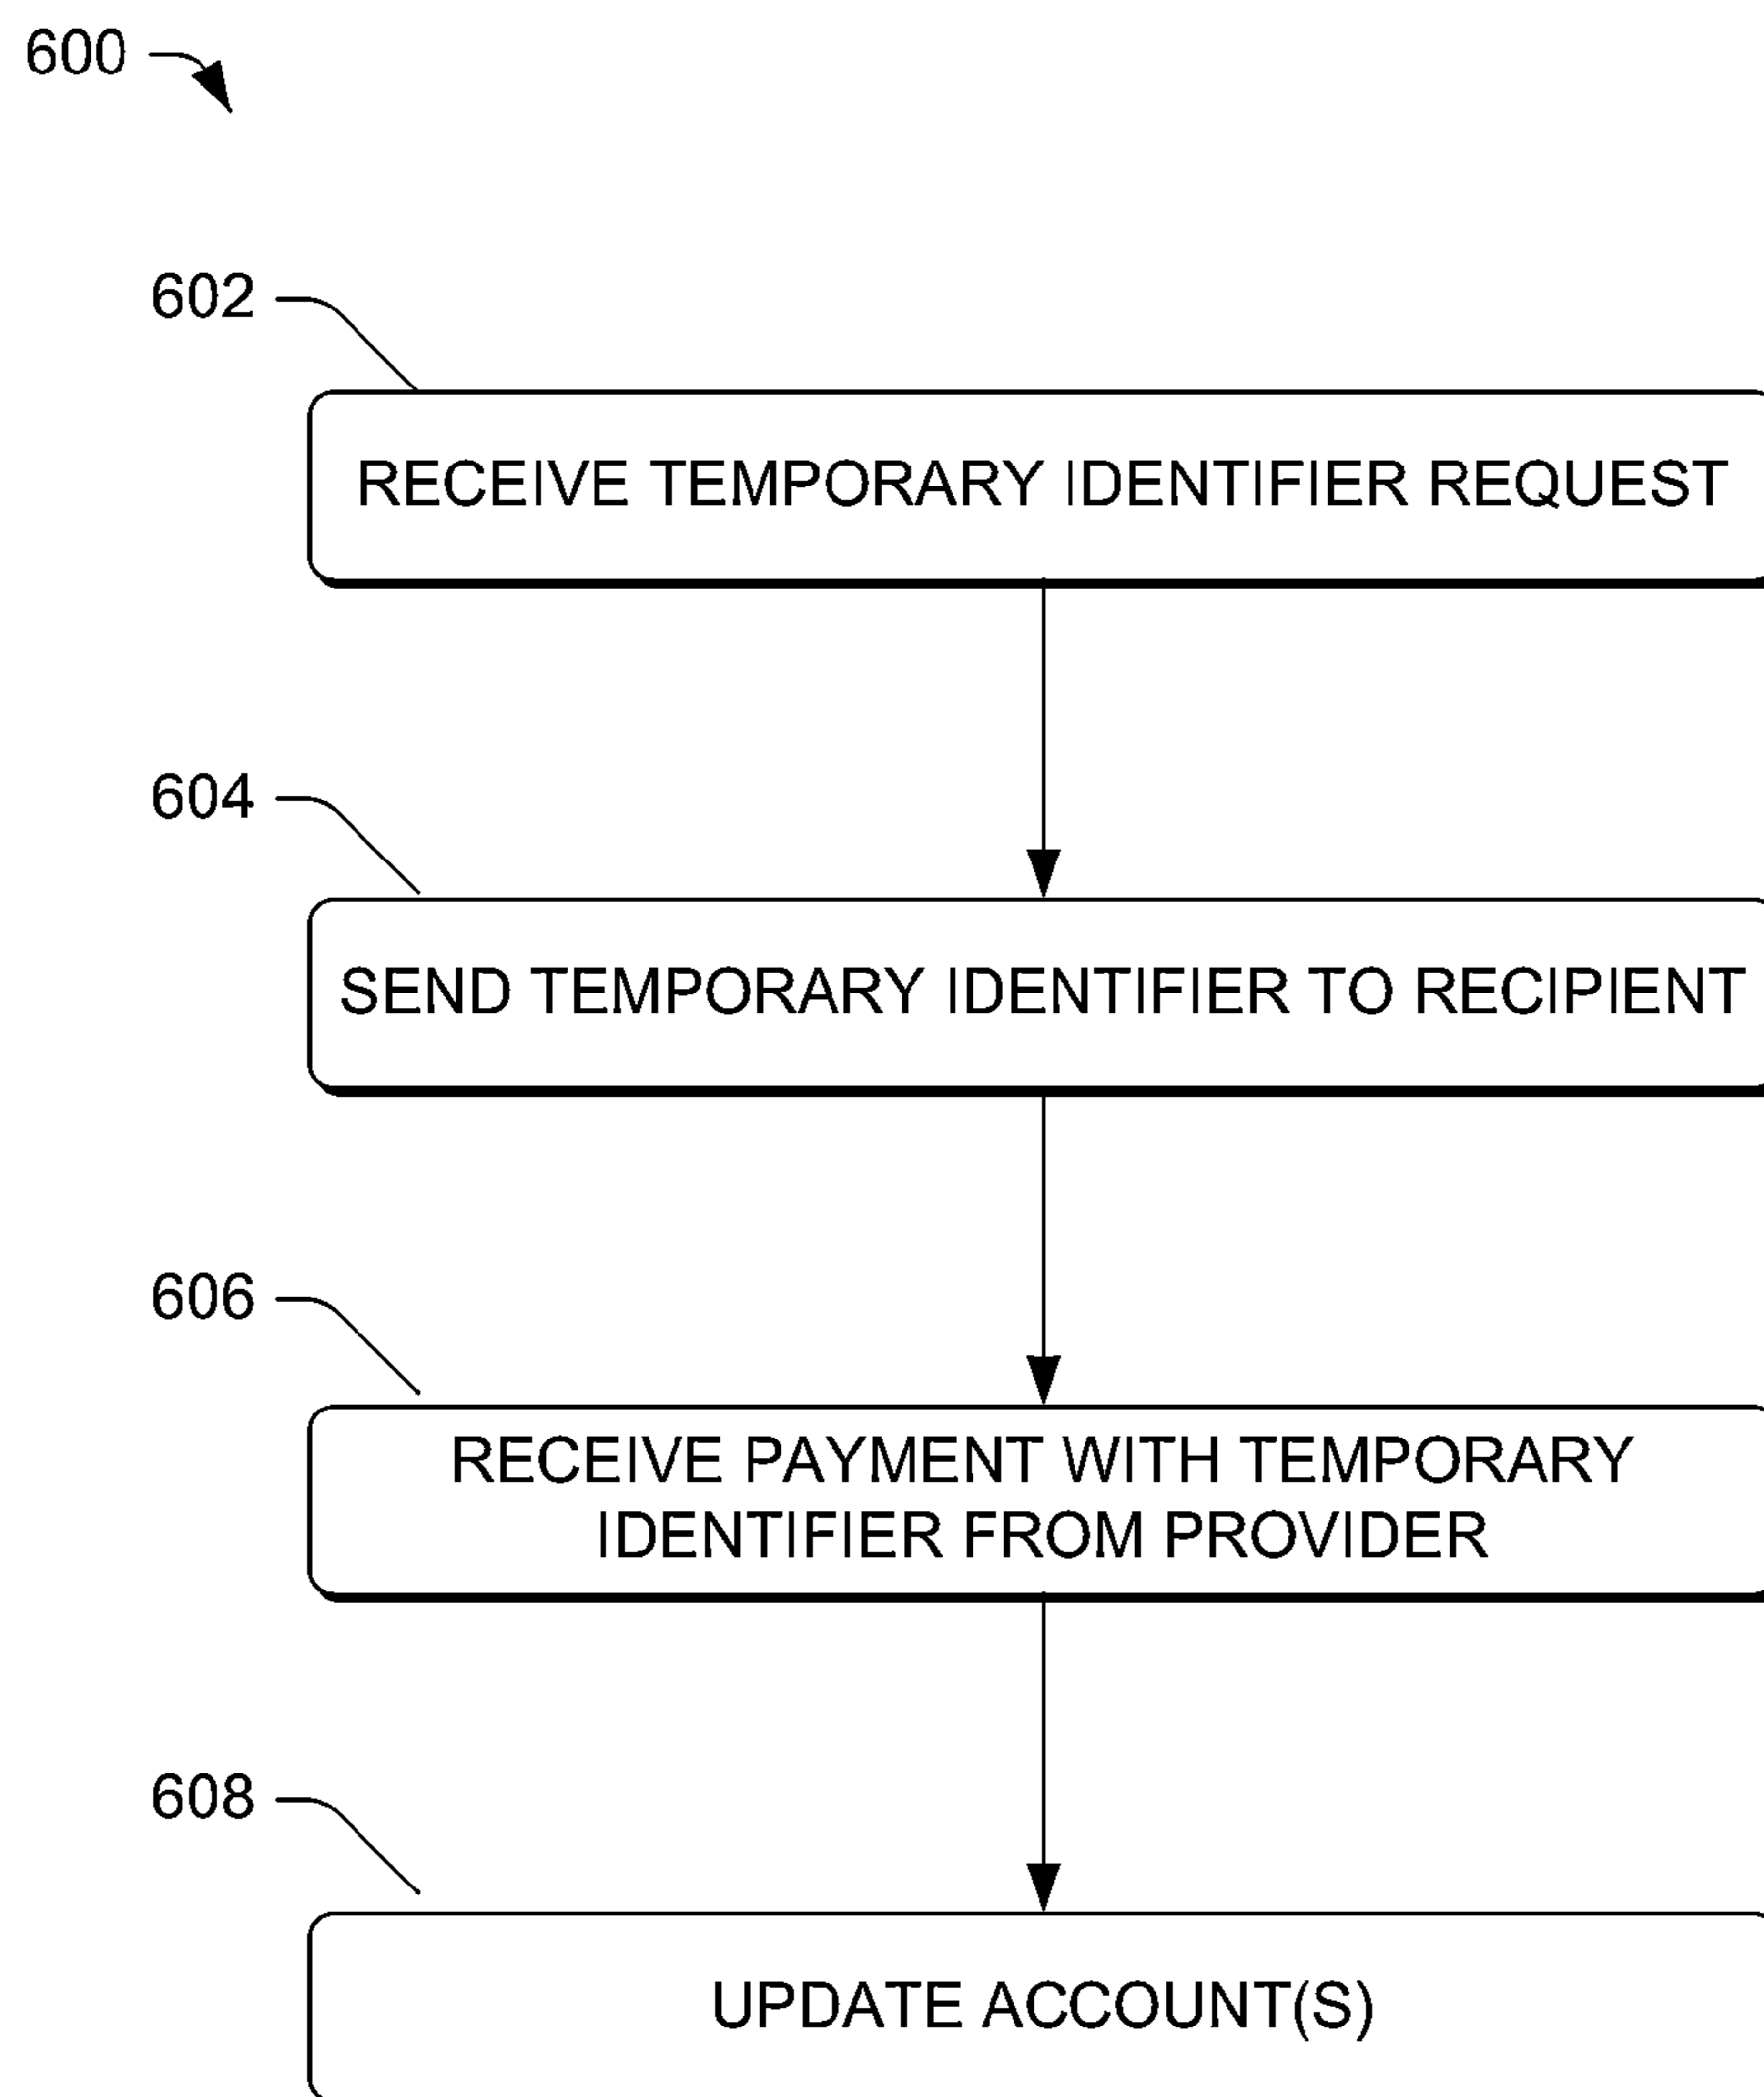 600
602
RECEIVE TEMPORARY IDENTIFIER REQUEST
604
SEND TEMPORARY IDENTIFIER TO RECIPIENT
606
RECEIVE PAYMENT WITH TEMPORARY
IDENTIFIER FROM PROVIDER
608
UPDATE ACCOUNT(S)